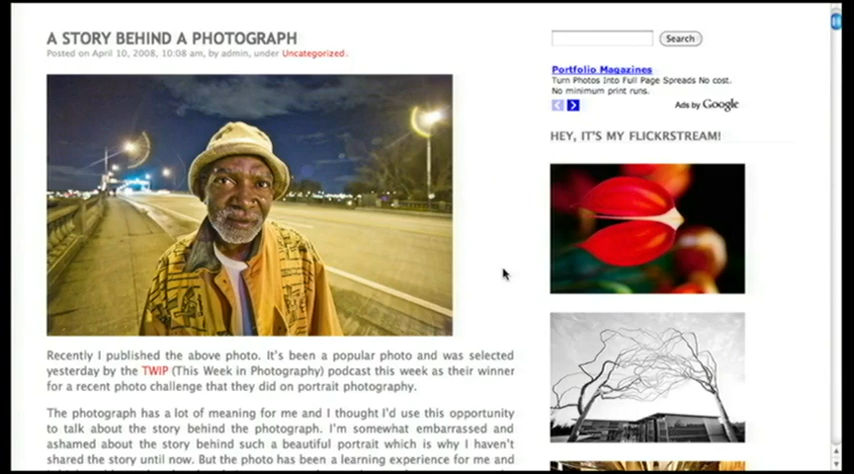 A STORY BEHIND A PHOTOGRAPH
Posted on April 10, 2008, 10:08 am, by admin, under Uncategorized.
Recently I published the above photo. It's been a popular photo and was selected
yesterday by the TWIP (This Week in Photography) podcast this week as their winner
for a recent photo challenge that they did on portrait photography.
The photograph has a lot of meaning for me and I thought I'd use this opportunity
to talk about the story behind the photograph. I'm somewhat embarrassed and
ashamed about the story behind such a beautiful portrait which is why I haven't
shared the story until now. But the photo has been a learning experience for me and
Search
Portfolio Magazines
Turn Photos Into Full Page Spreads No cost.
No minimum print runs.
Ads by Google
HEY, IT'S MY FLICKRSTREAM!